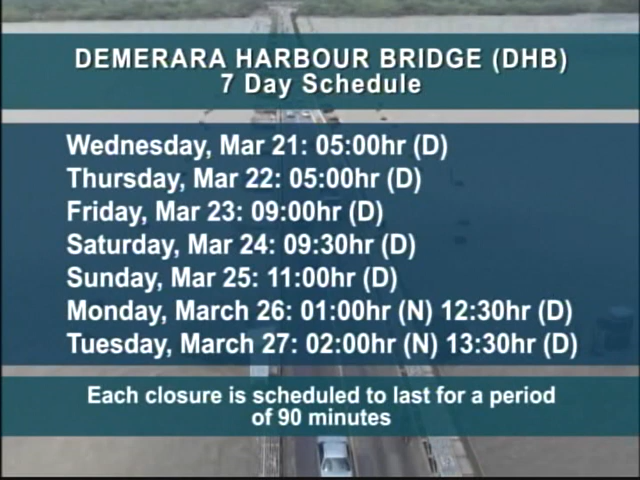 DEMERARA HARBOUR BRIDGE (DHB)
7 Day Schedule
Wednesday, Mar 21: 05:00hr (D)
Thursday, Mar 22: 05:00hr (D)
Friday, Mar 23: 09:00hr (D)
Saturday, Mar 24: 09:30hr (D)
Sunday, Mar 25: 11:00hr (D)
Monday, March 26: 01:00hr (N) 12:30hr (D)
Tuesday, March 27: 02:00hr (N) 13:30hr (D)
Each closure is scheduled to last for a period
of 90 minutes